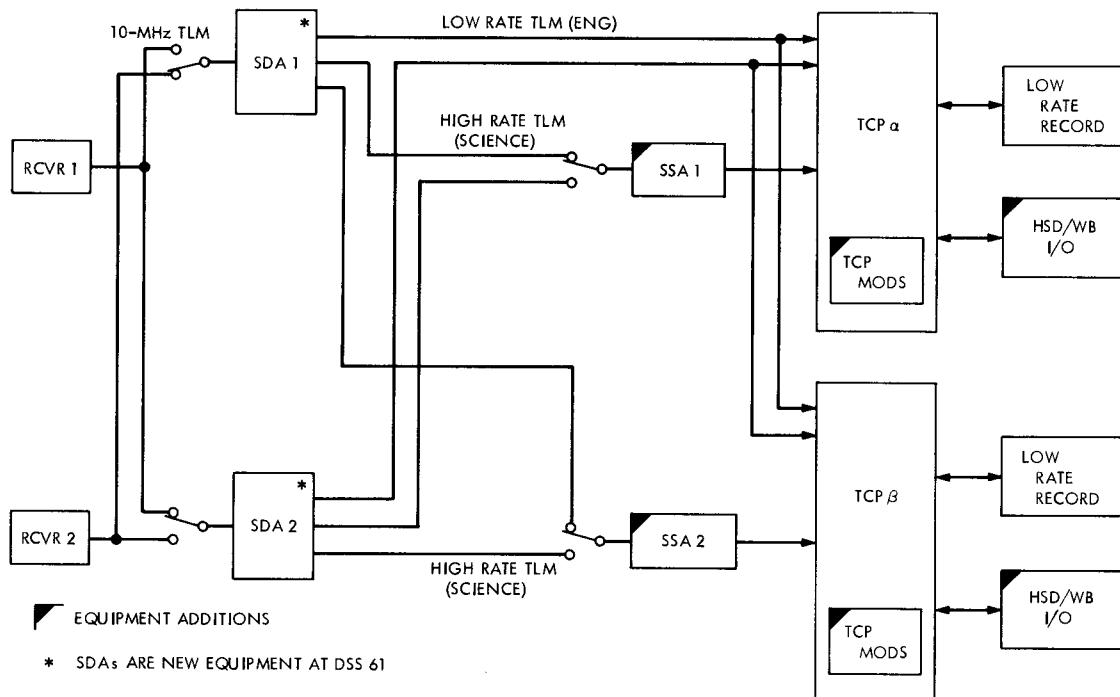 LOW RATE TLM (ENG)
10-MHz TLM
*
SDA 1
HIGH RATE TLM
(SCIENCE)
RCVR 1
SSA 1
TCP α
LOW
RATE
RECORD
HSD/WB
I/O
TCP
MODS
RCVR 2
*
SDA 2
HIGH RATE TLM
(SCIENCE)
SSA 2
TCP β
LOW
RATE
RECORD
HSD/WB
I/O
TCP
MODS
EQUIPMENT ADDITIONS
* SDAs ARE NEW EQUIPMENT AT DSS 61